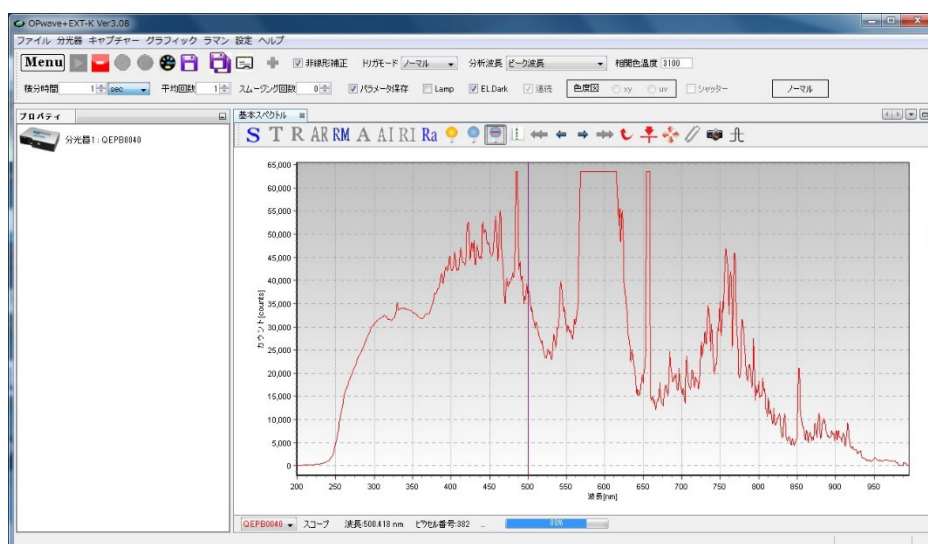 OPwave+EXT-K Ver3.08
ファイル 分光器 キャプチャー グラフィック ラマン 設定 ヘルプ
Menu 非線形補正 トリガモード ノーマル 分析波長 ピーク波長 相関色温度 3100
積分時間 1 sec 平均回数 1 スムージング回数 0 パラメータ保存 Lamp EL.Dark 連続 色度図 xy uv シャッター ノーマル
プロパティ
分光器1:QEPB0040
基本スペクトル
S T R AR RM A AI RI Ra
65,000
60,000
55,000
50,000
45,000
40,000
35,000
30,000
25,000
20,000
15,000
10,000
5,000
0
カウント[counts]
200 250 300 350 400 450 500 550 600 650 700 750 800 850 900 950
波長[nm]
QEPB0040 スコープ 波長:500.418 nm ピクセル番号:382 ...